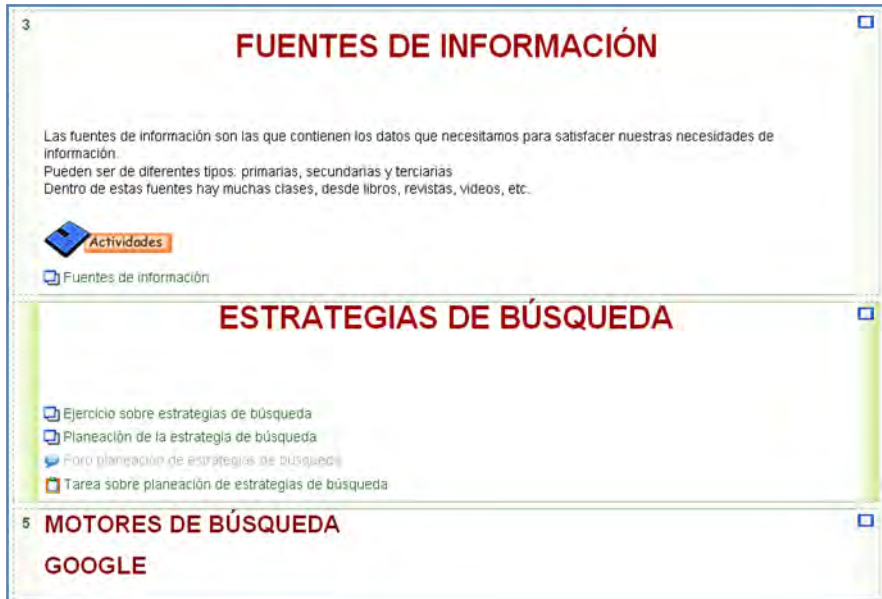 3
FUENTES DE INFORMACIÓN
Las fuentes de información son las que contienen los datos que necesitamos para satisfacer nuestras necesidades de
información.
Pueden ser de diferentes tipos: primarias, secundarias y terciarias
Dentro de estas fuentes hay muchas clases, desde libros, revistas, videos, etc.
Actividades
Fuentes de información
ESTRATEGIAS DE BÚSQUEDA
Ejercicio sobre estrategias de búsqueda
Planeación de la estrategia de búsqueda
Foro planeación de estrategias de búsqueda
Tarea sobre planeación de estrategias de búsqueda
5 MOTORES DE BÚSQUEDA
GOOGLE